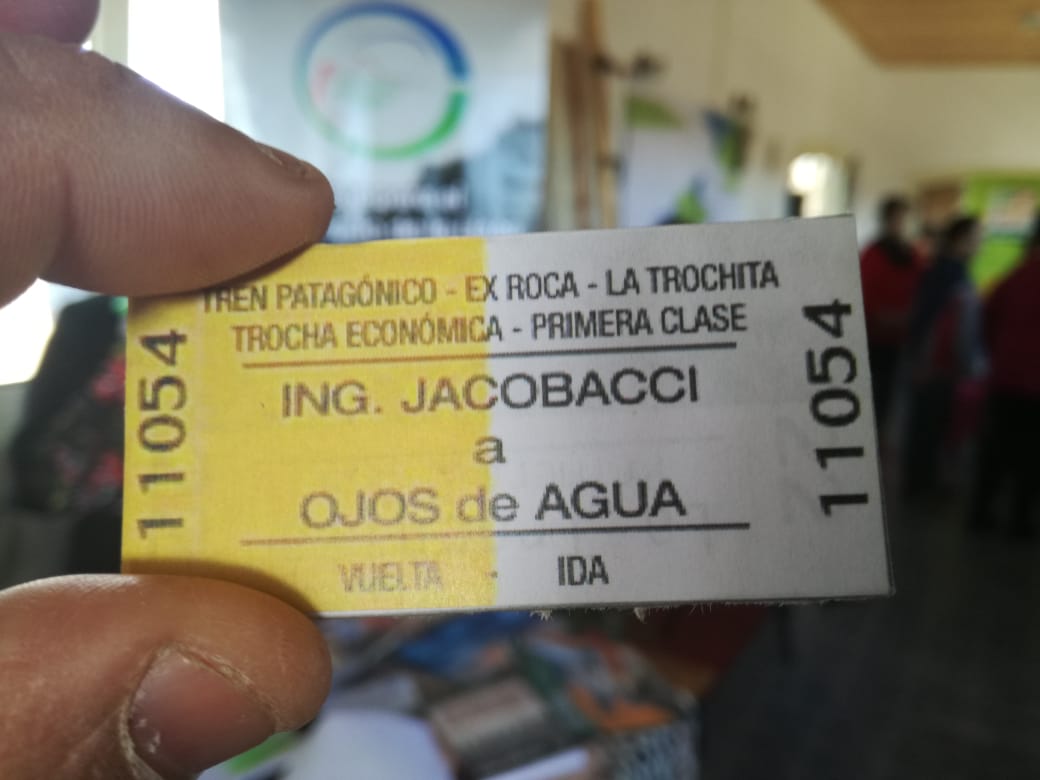 TREN PATAGÓNICO - EX ROCA - LA TROCHITA
TROCHA ECONÓMICA - PRIMERA CLASE
11054
ING. JACOBACCI
a
OJOS de AGUA
VUELTA - IDA
11054